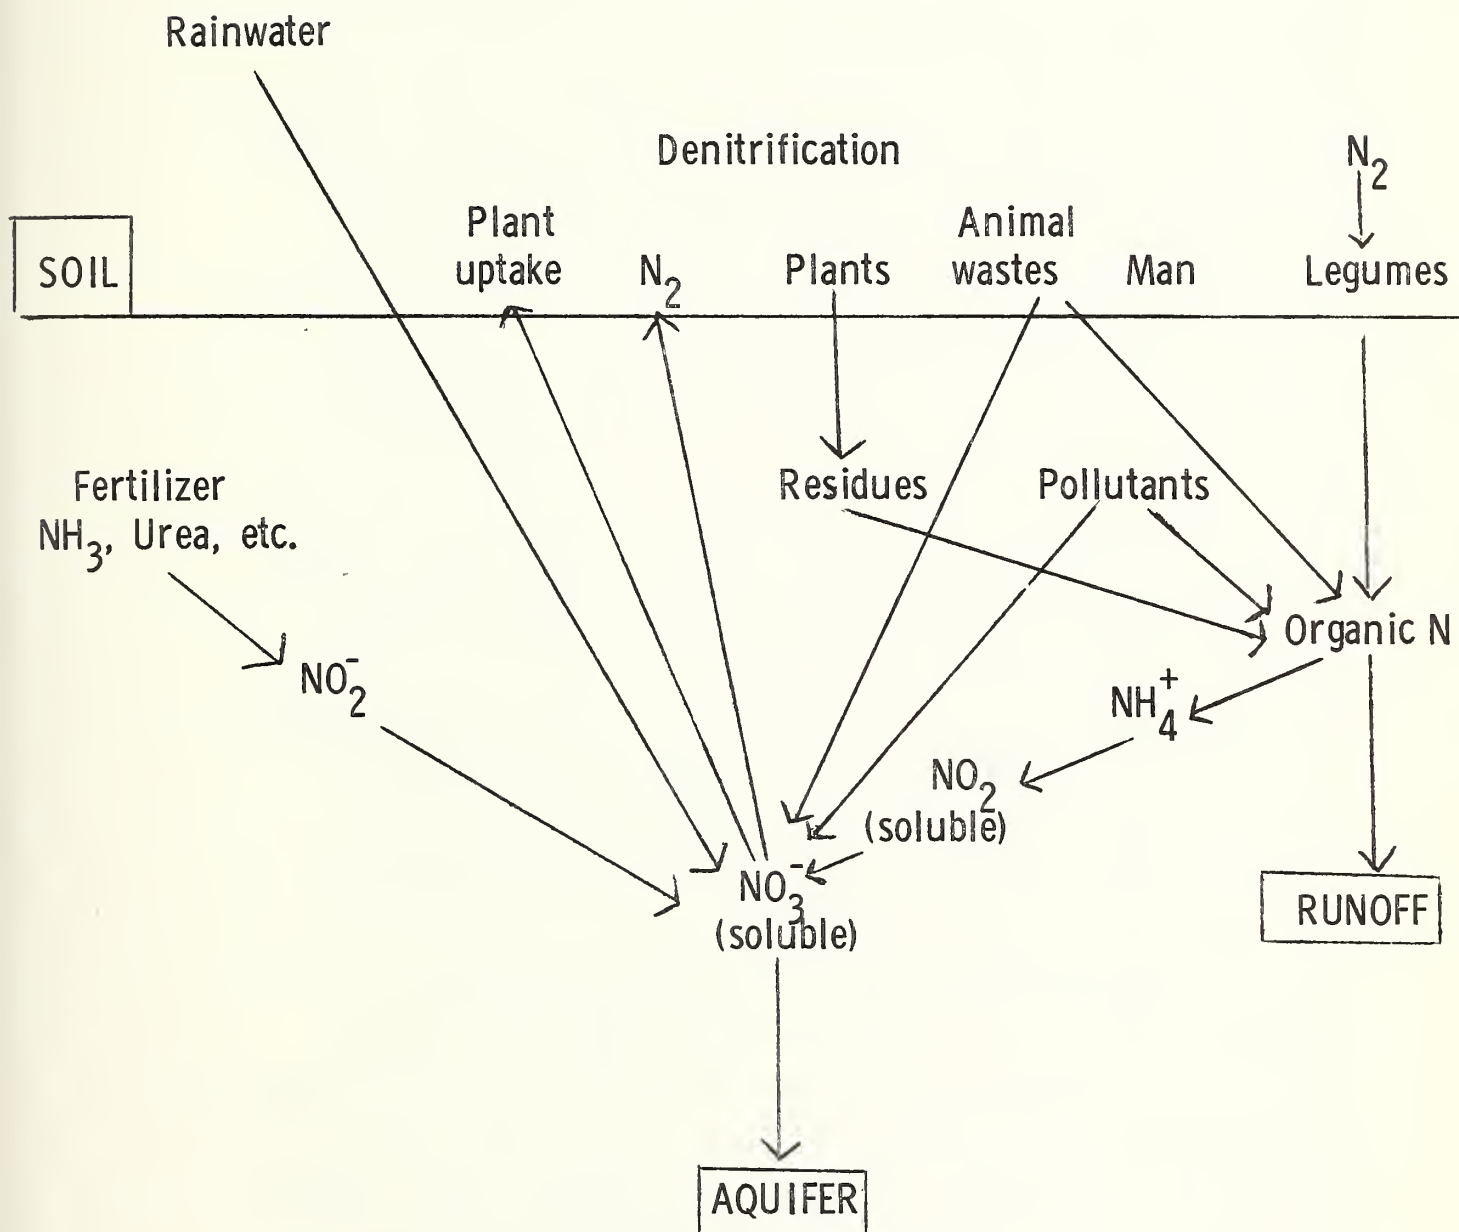 Rainwater
Denitrification
N₂
Plant
uptake
N₂
Plants
Animal
wastes
Man
Legumes
SOIL
Fertilizer
NH₃, Urea, etc.
Residues
Pollutants
NO₂⁻
Organic N
NH₄⁺
NO₂
(soluble)
NO₃⁻
(soluble)
RUNOFF
AQUIFER